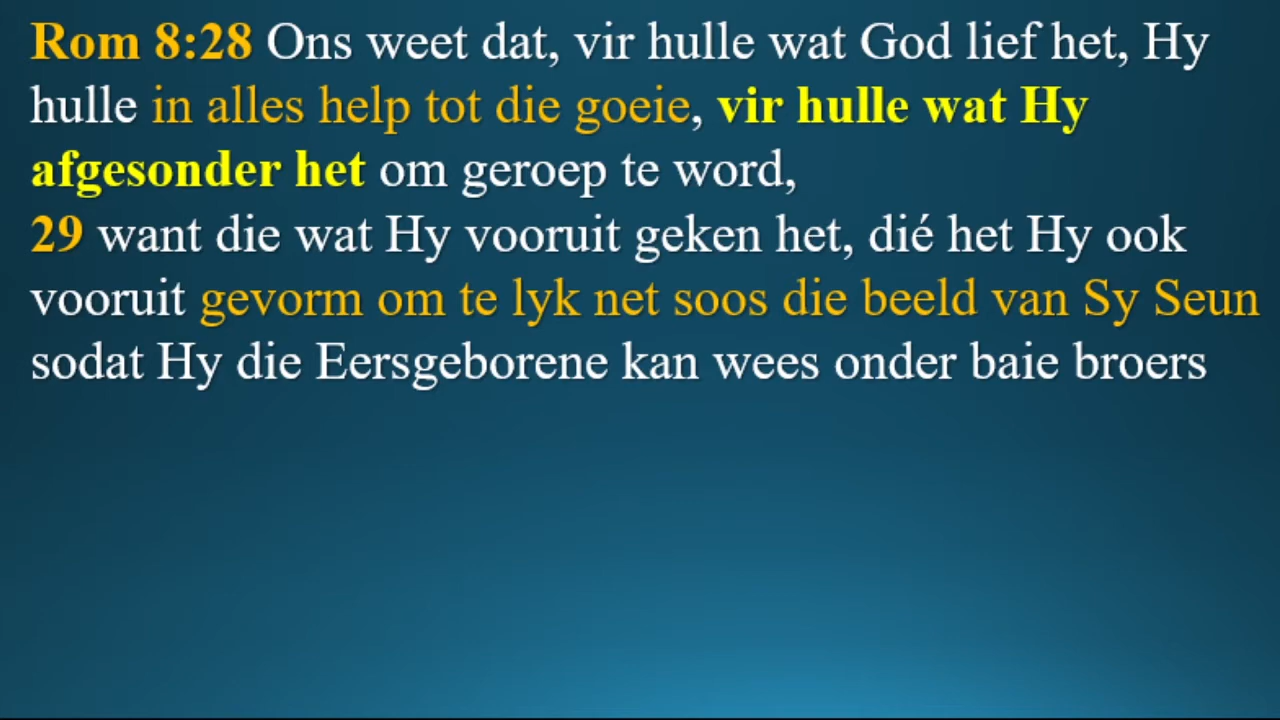 Rom 8:28 Ons weet dat, vir hulle wat God lief het, Hy
hulle in alles help tot die goeie, vir hulle wat Hy
afgesonder het om geroep te word,
29 want die wat Hy vooruit geken het, dié het Hy ook
vooruit gevorm om te lyk net soos die beeld van Sy Seun
sodat Hy die Eersgeborene kan wees onder baie broers